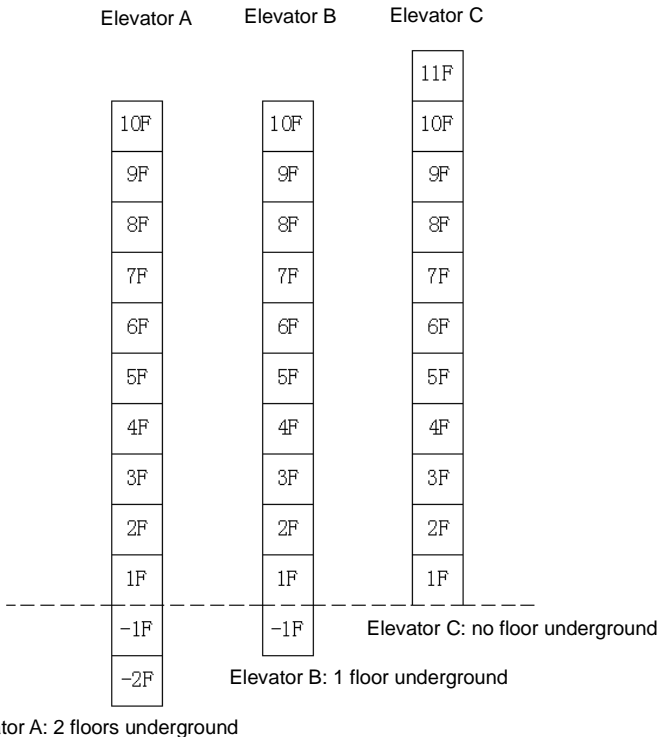 Elevator A Elevator B Elevator C
11F
10F 10F 10F
9F 9F 9F
8F 8F 8F
7F 7F 7F
6F 6F 6F
5F 5F 5F
4F 4F 4F
3F 3F 3F
2F 2F 2F
1F 1F 1F
-1F -1F Elevator C: no floor underground
-2F Elevator B: 1 floor underground
tor A: 2 floors underground